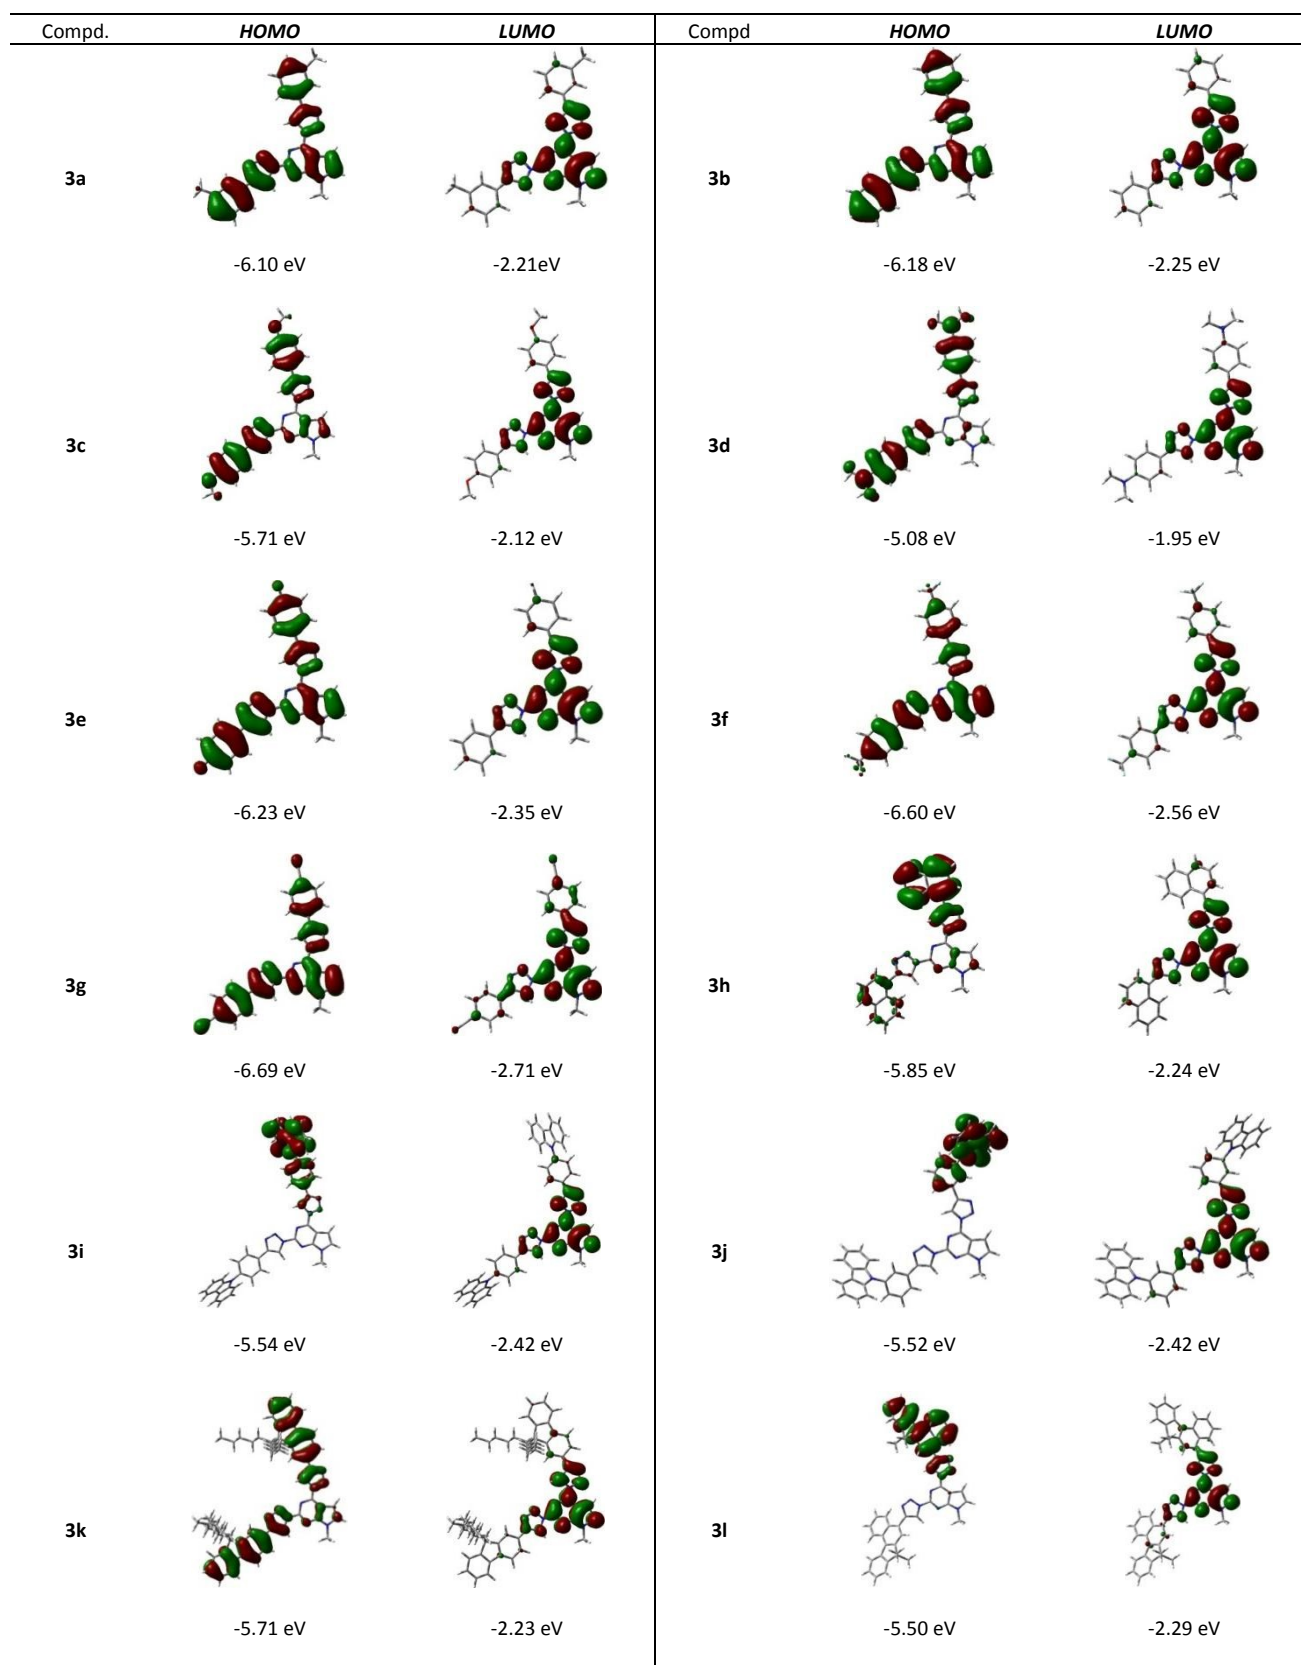 Compd. HOMO LUMO Compd HOMO LUMO
3a 3b
-6.10 eV -2.21eV -6.18 eV -2.25 eV
3c 3d
-5.71 eV -2.12 eV -5.08 eV -1.95 eV
3e 3f
-6.23 eV -2.35 eV -6.60 eV -2.56 eV
3g 3h
-6.69 eV -2.71 eV -5.85 eV -2.24 eV
3i 3j
-5.54 eV -2.42 eV -5.52 eV -2.42 eV
3k 3l
-5.71 eV -2.23 eV -5.50 eV -2.29 eV